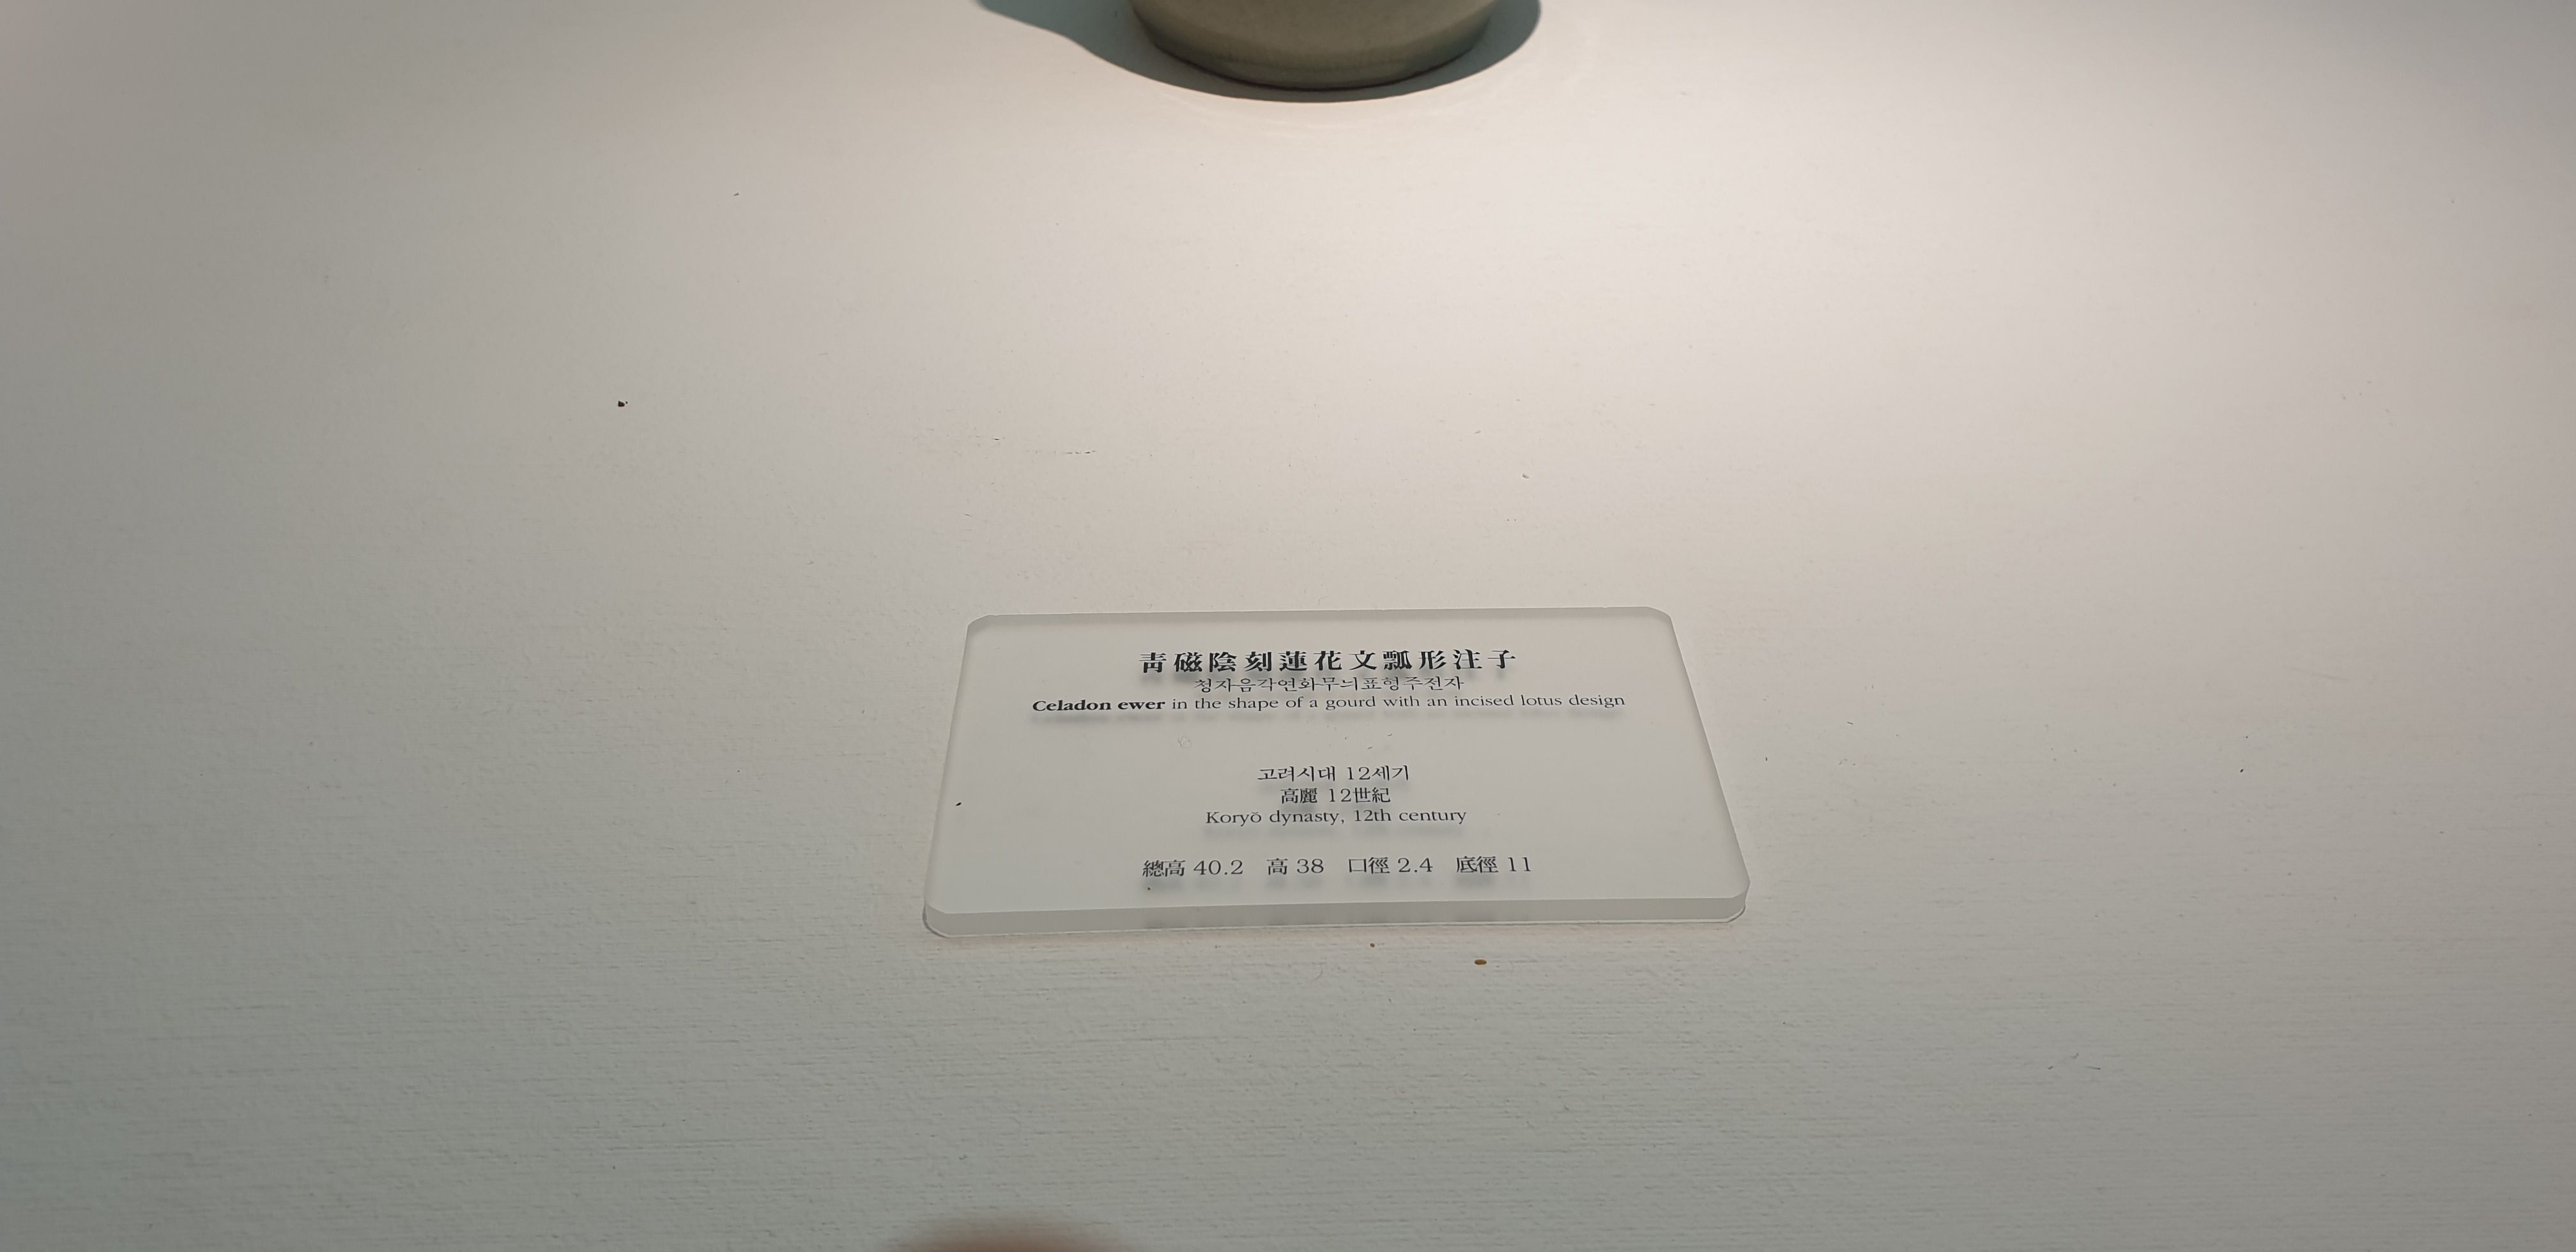 靑磁陰刻蓮花文瓢形注子
청자음각연화무늬표형주전자
Celadon ewer in the shape of a gourd with an incised lotus design
고려시대 12세기
高麗 12世紀
Koryŏ dynasty, 12th century
總高 40.2 高 38 口徑 2.4 底徑 11